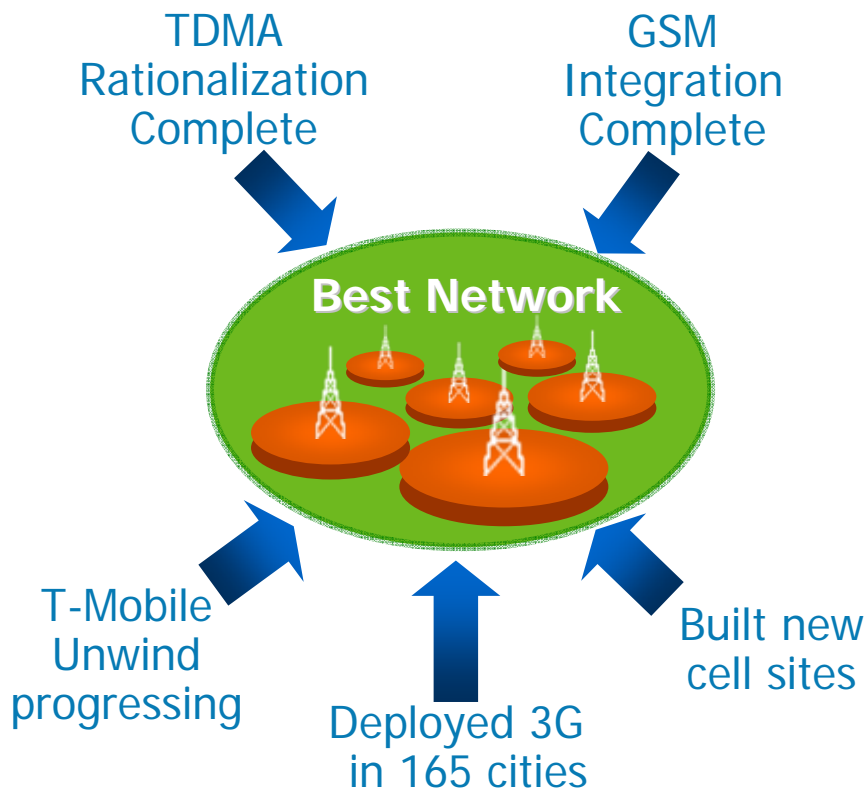 TDMA
Rationalization
Complete
GSM
Integration
Complete
Best Network
T-Mobile
Unwind
progressing
Deployed 3G
in 165 cities
Built new
cell sites